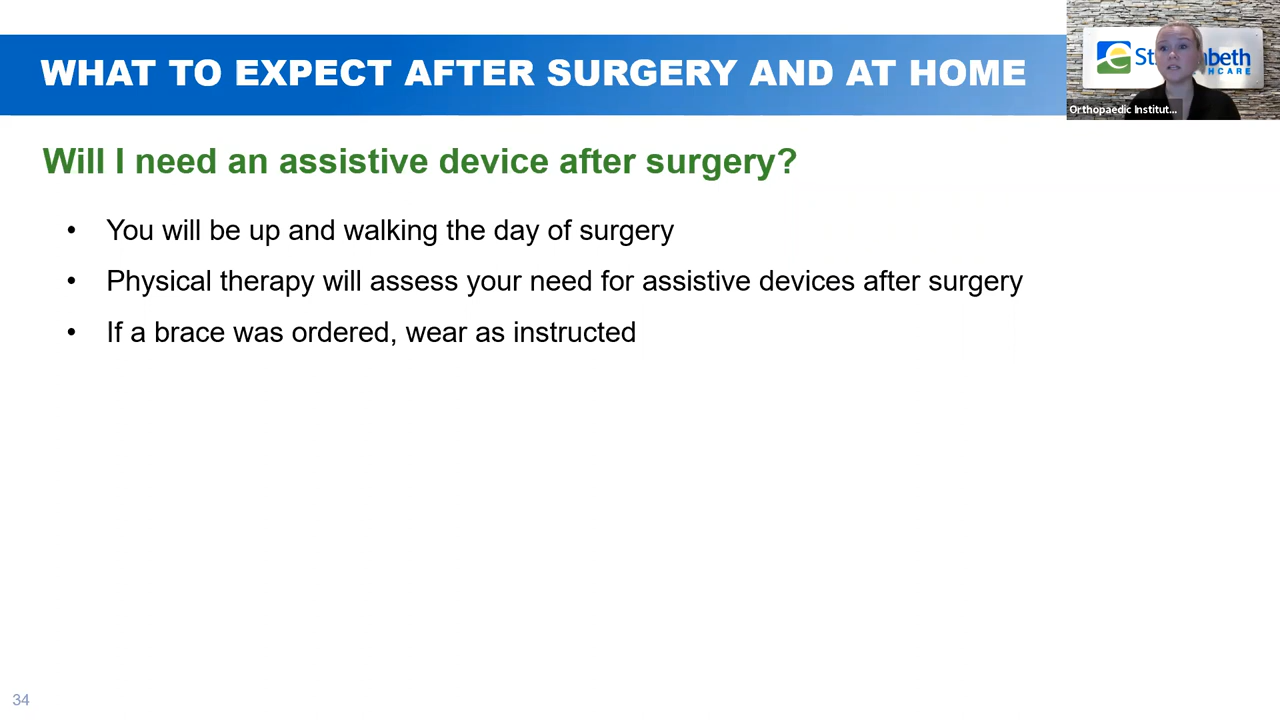 WHAT TO EXPECT AFTER SURGERY AND AT HOME
Orthopaedic Institut...
Will I need an assistive device after surgery?
• You will be up and walking the day of surgery
• Physical therapy will assess your need for assistive devices after surgery
• If a brace was ordered, wear as instructed
34